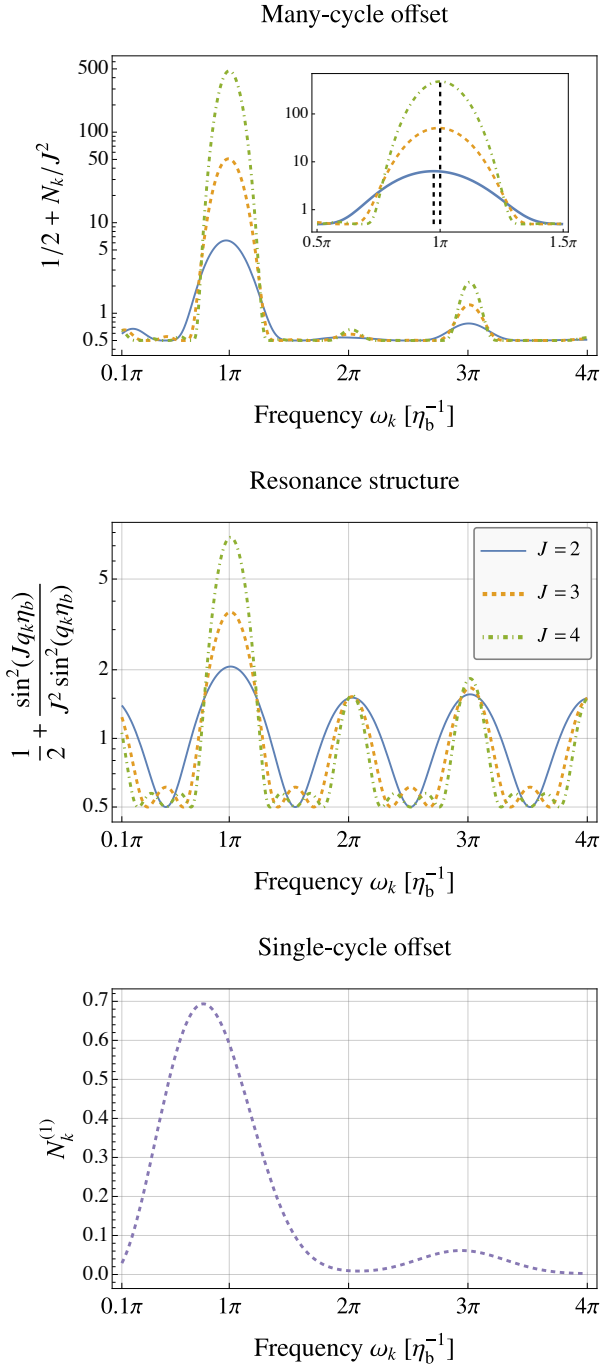 Many-cycle offset
1/2 + N_k/J^2
500
100
50
10
5
1
0.5
100
10
1
0.5π 1π 1.5π
0.1π 1π 2π 3π 4π
Frequency ω_k [η_b^{-1}]
Resonance structure
1/2 + sin^2(Jq_kη_b)/J^2 sin^2(q_kη_b)
5
2
1
0.5
J = 2
J = 3
J = 4
0.1π 1π 2π 3π 4π
Frequency ω_k [η_b^{-1}]
Single-cycle offset
N_k^{(1)}
0.7
0.6
0.5
0.4
0.3
0.2
0.1
0.0
0.1π 1π 2π 3π 4π
Frequency ω_k [η_b^{-1}]